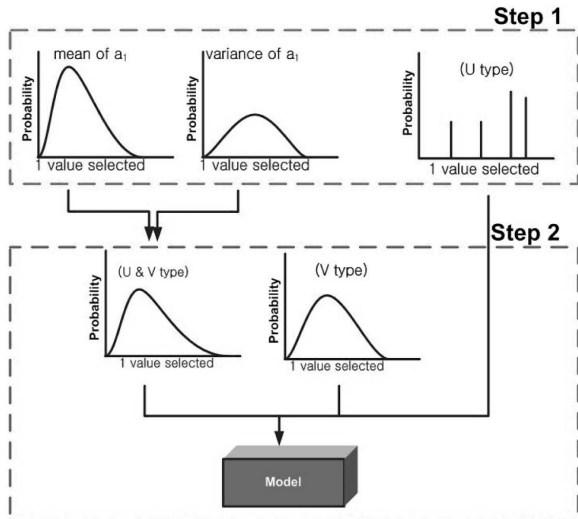 Step 1
mean of a₁
Probability
1 value selected
variance of a₁
Probability
1 value selected
(U type)
Probability
1 value selected
Step 2
(U & V type)
Probability
1 value selected
(V type)
Probability
1 value selected
Model